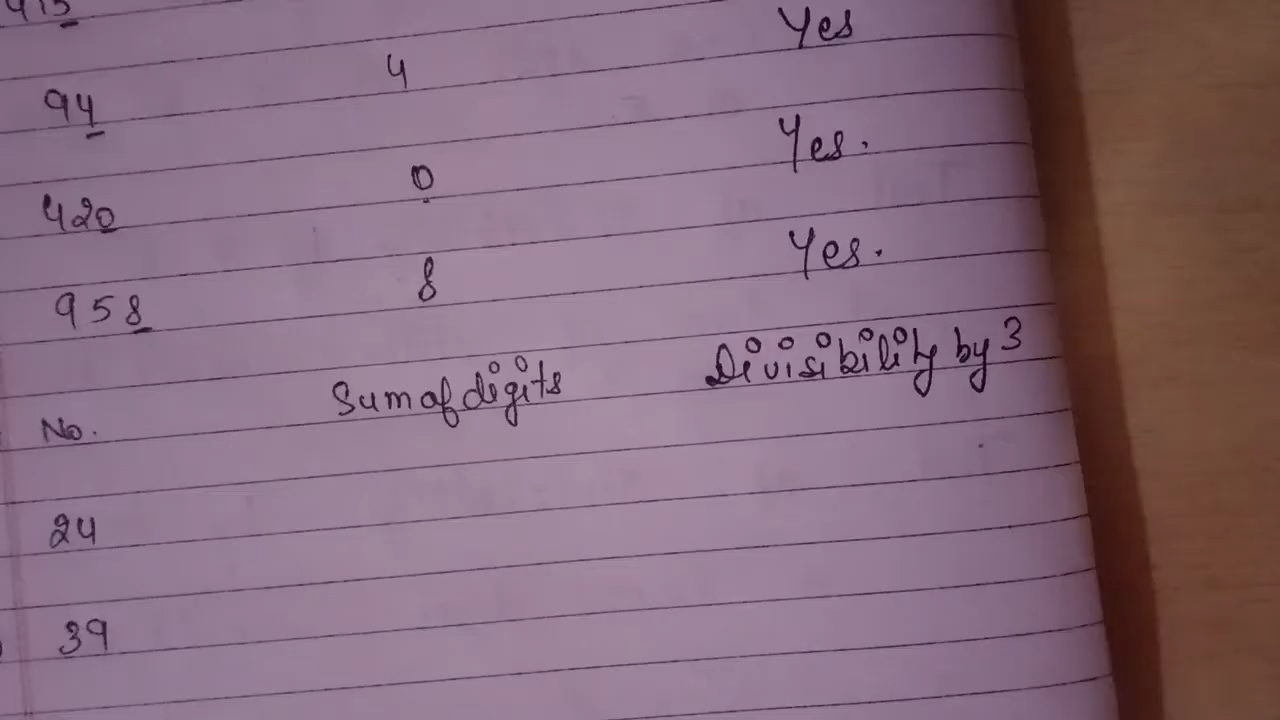 Yes
94 4 Yes.
420 0 Yes.
958 8
No. Sum of digits Divisibility by 3
24
39